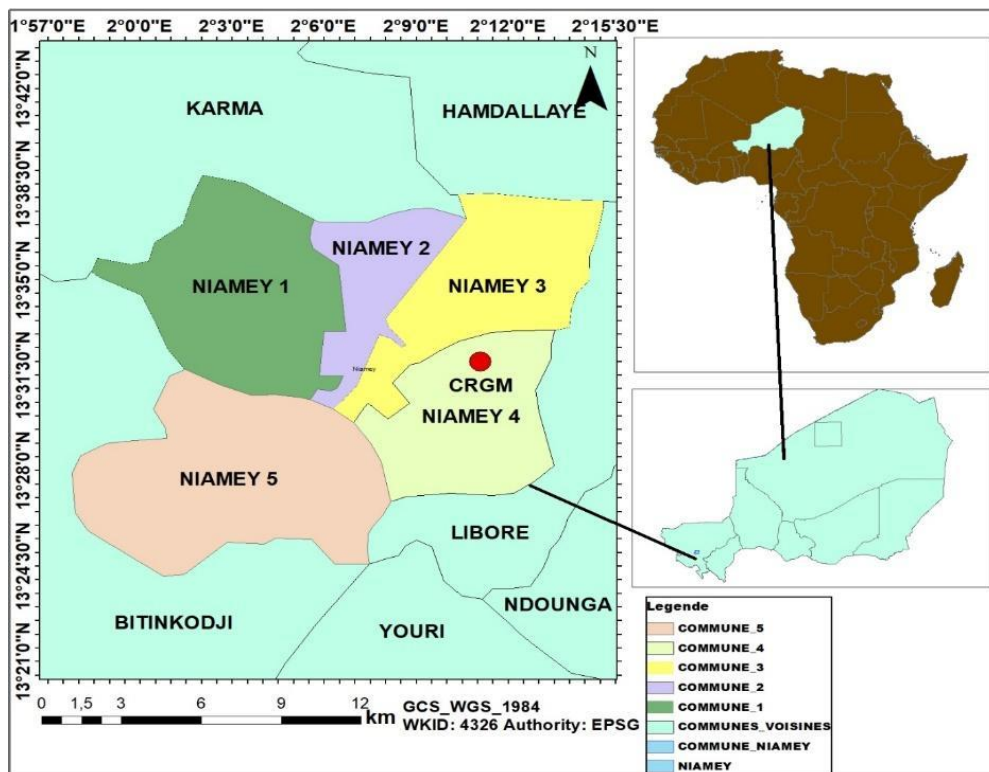 1°57'0"E 2°0'0"E 2°3'0"E 2°6'0"E 2°9'0"E 2°12'0"E 2°15'30"E
13°42'0"N
13°38'30"N
13°35'0"N
13°31'30"N
13°31'30"N
13°28'0"N
13°24'30"N
13°21'0"N
N
KARMA
HAMDALLAYE
NIAMEY 2
NIAMEY 1
NIAMEY 3
Niamey
CRGM
NIAMEY 4
NIAMEY 5
LIBORE
NDOUNGA
BITINKODJI
YOURI
0 1,5 3 6 9 12
km
GCS_WGS_1984
WKID: 4326 Authority: EPSG
Legende
COMMUNE_5
COMMUNE_4
COMMUNE_3
COMMUNE_2
COMMUNE_1
COMMUNES_VOISINES
COMMUNE_NIAMEY
NIAMEY